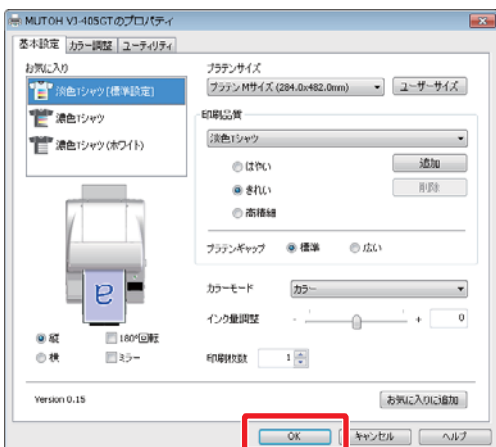 MUTOH VJ-405GTのプロパティ
基本設定 カラー調整 ユーティリティ
お気に入り
淡色Tシャツ[標準設定]
濃色Tシャツ
濃色Tシャツ(ホワイト)
a
縦 180°回転
横 ミラー
プラテンサイズ
プラテン Mサイズ (284.0x482.0mm) ユーザーサイズ
印刷品質
淡色Tシャツ
はやい 追加
きれい 削除
高精細
プラテンギャップ 標準 広い
カラーモード カラー
インク量調整 - + 0
印刷枚数 1
Version 0.15 お気に入りに追加
OK キャンセル ヘルプ